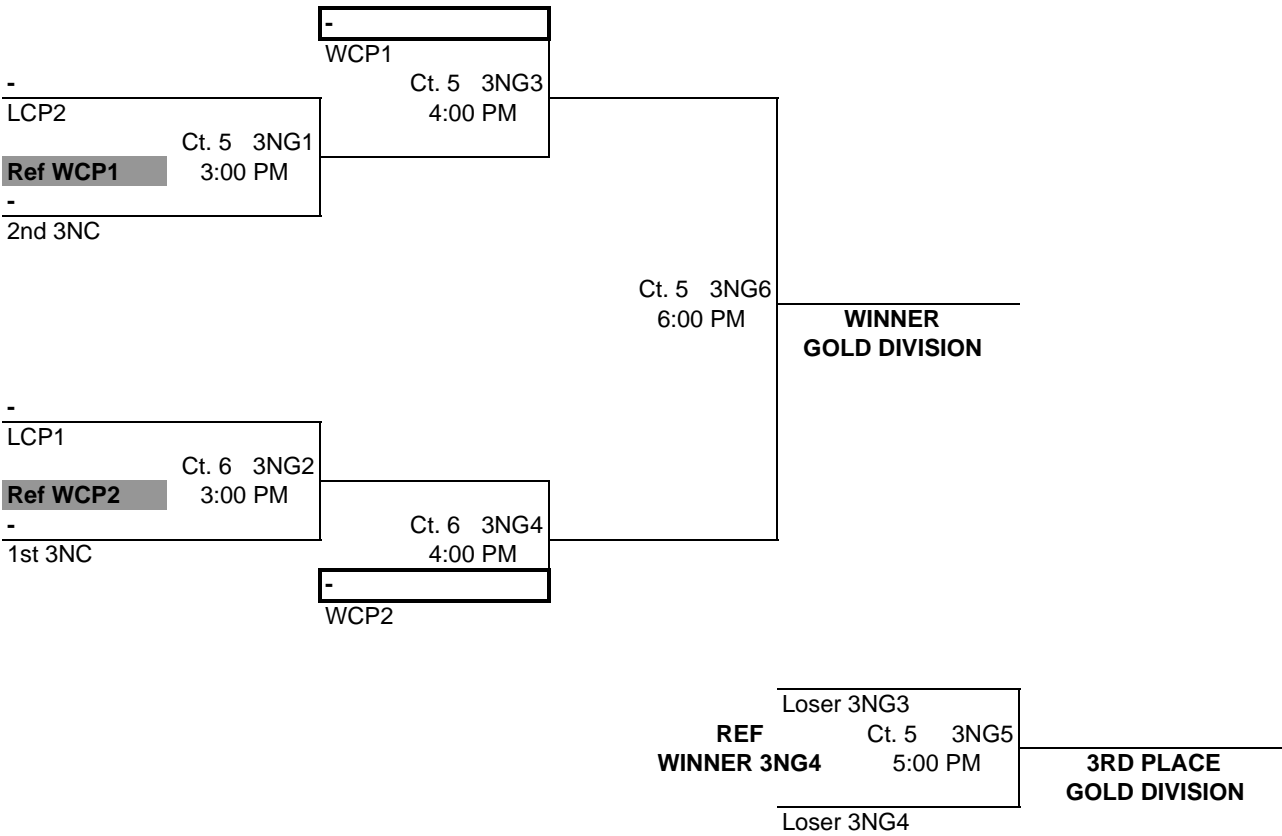 -
WCP1
-
Ct. 5 3NG3
LCP2
4:00 PM
Ct. 5 3NG1
Ref WCP1 3:00 PM
-
2nd 3NC
Ct. 5 3NG6
6:00 PM
WINNER
GOLD DIVISION
-
LCP1
Ct. 6 3NG2
Ref WCP2 3:00 PM
-
Ct. 6 3NG4
1st 3NC
4:00 PM
-
WCP2
Loser 3NG3
REF Ct. 5 3NG5
WINNER 3NG4 5:00 PM
3RD PLACE
GOLD DIVISION
Loser 3NG4